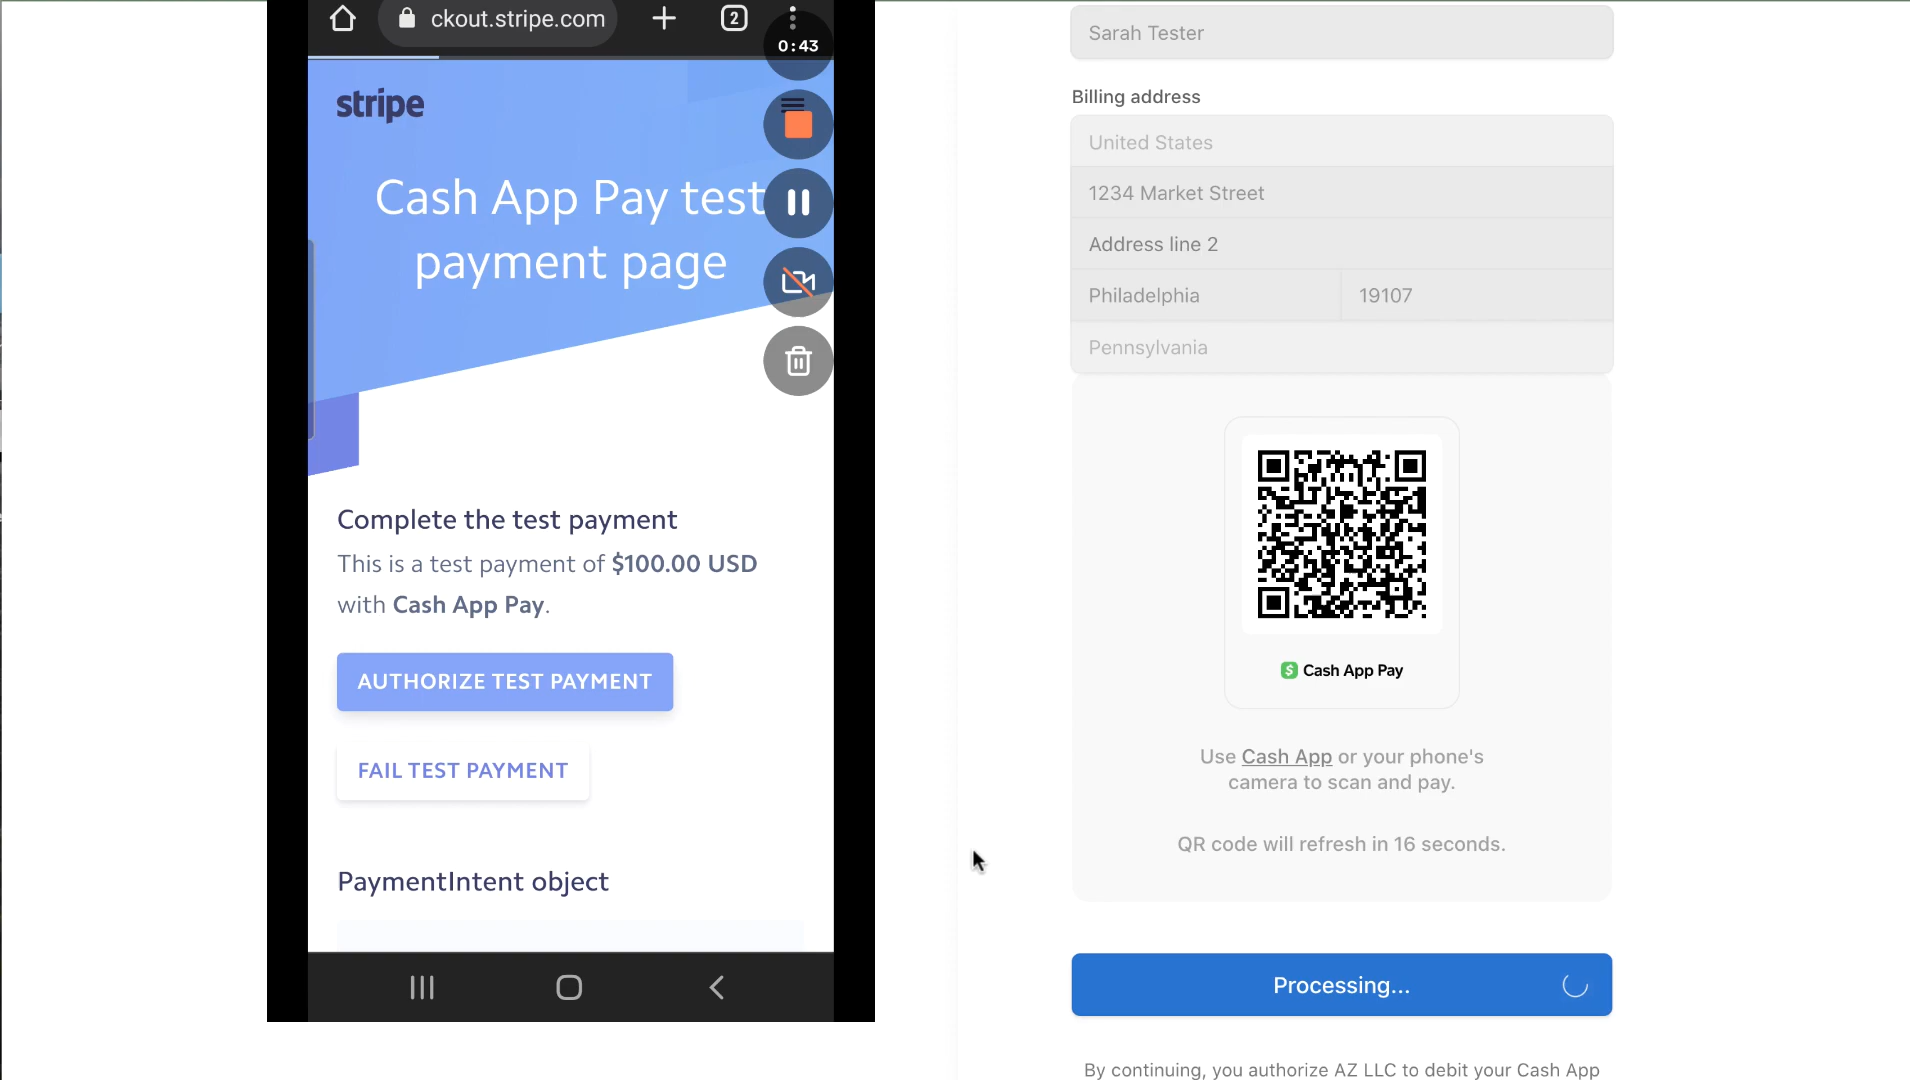 ckout.stripe.com
2
0:43
stripe
Cash App Pay test
payment page
Complete the test payment
This is a test payment of $100.00 USD
with Cash App Pay.
AUTHORIZE TEST PAYMENT
FAIL TEST PAYMENT
PaymentIntent object
Sarah Tester
Billing address
United States
1234 Market Street
Address line 2
Philadelphia 19107
Pennsylvania
$ Cash App Pay
Use Cash App or your phone's
camera to scan and pay.
QR code will refresh in 16 seconds.
Processing...
By continuing, you authorize AZ LLC to debit your Cash App